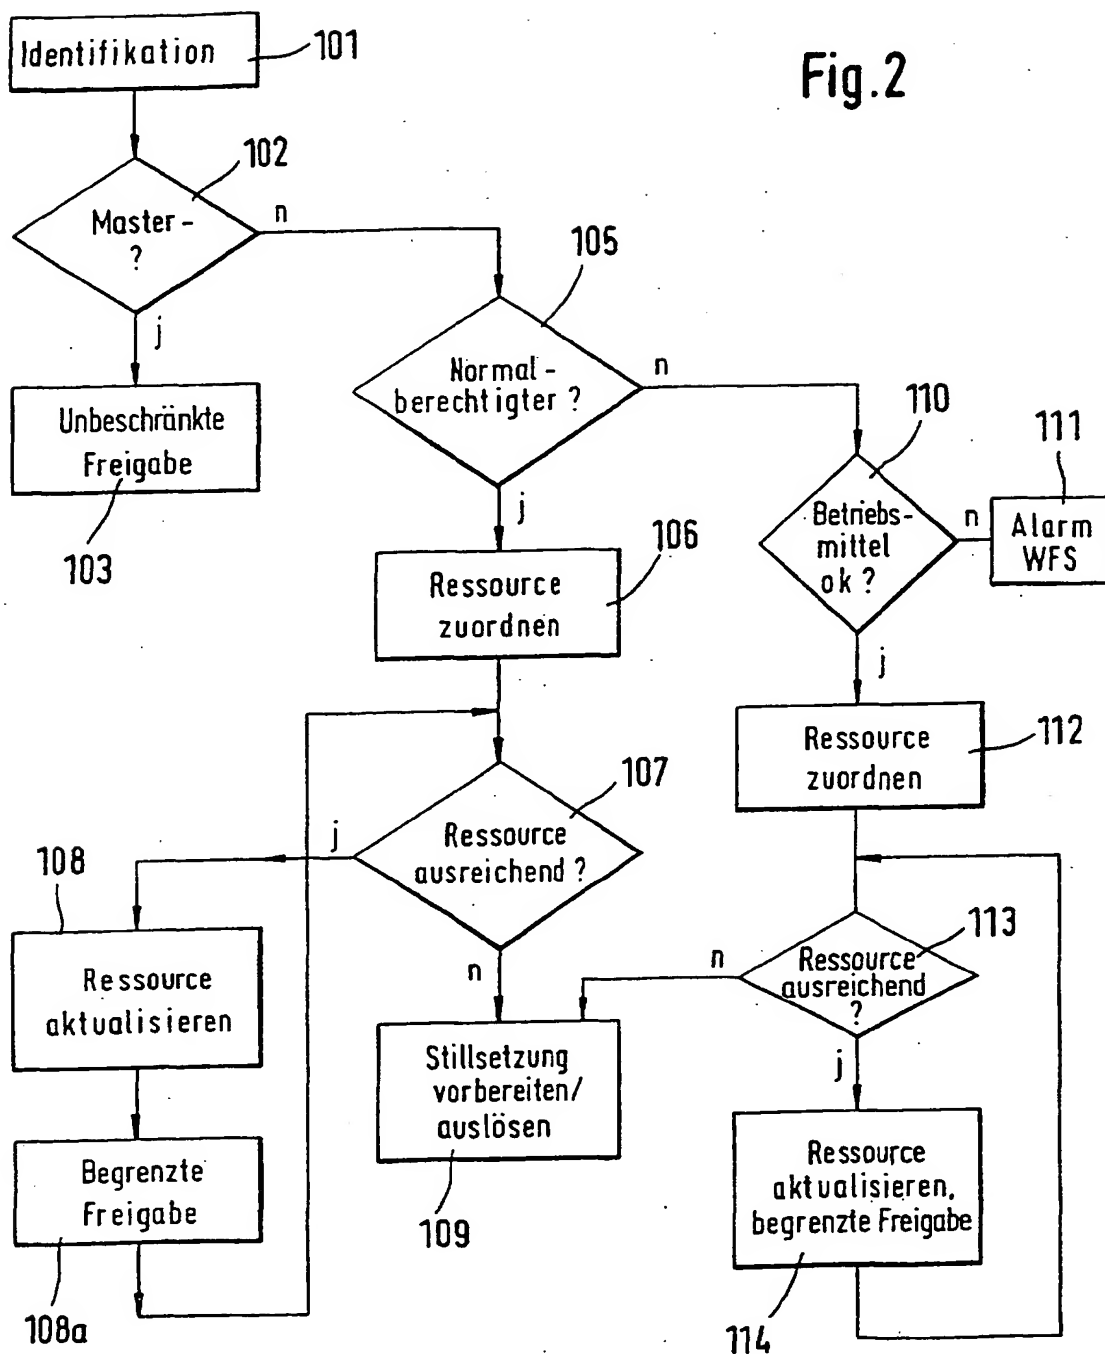 Identifikation
101
Fig.2
102
Master-
?
n
j
105
Normal-
berechtigter ?
n
j
Unbeschränkte
Freigabe
103
110
Betriebs-
mittel
ok ?
n
j
111
Alarm
WFS
106
Ressource
zuordnen
Ressource
zuordnen
112
107
Ressource
ausreichend ?
j
n
108
Ressource
aktualisieren
113
Ressource
ausreichend
?
n
j
Stillsetzung
vorbereiten/
auslösen
109
Begrenzte
Freigabe
108a
Ressource
aktualisieren,
begrenzte Freigabe
114